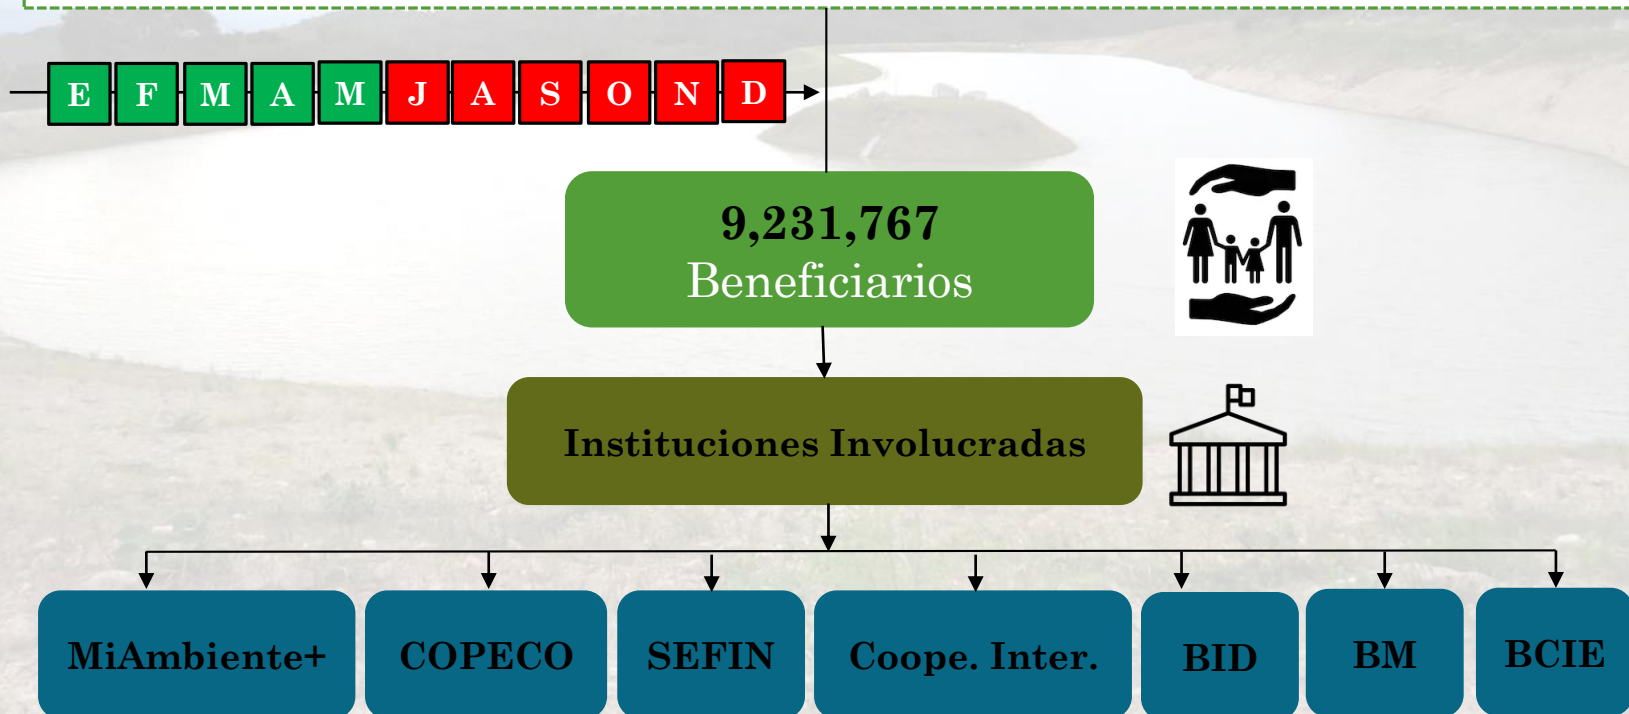 E F M A M J A S O N D
9,231,767
Beneficiarios
Instituciones Involucradas
MiAmbiente+ COPECO SEFIN Coope. Inter. BID BM BCIE